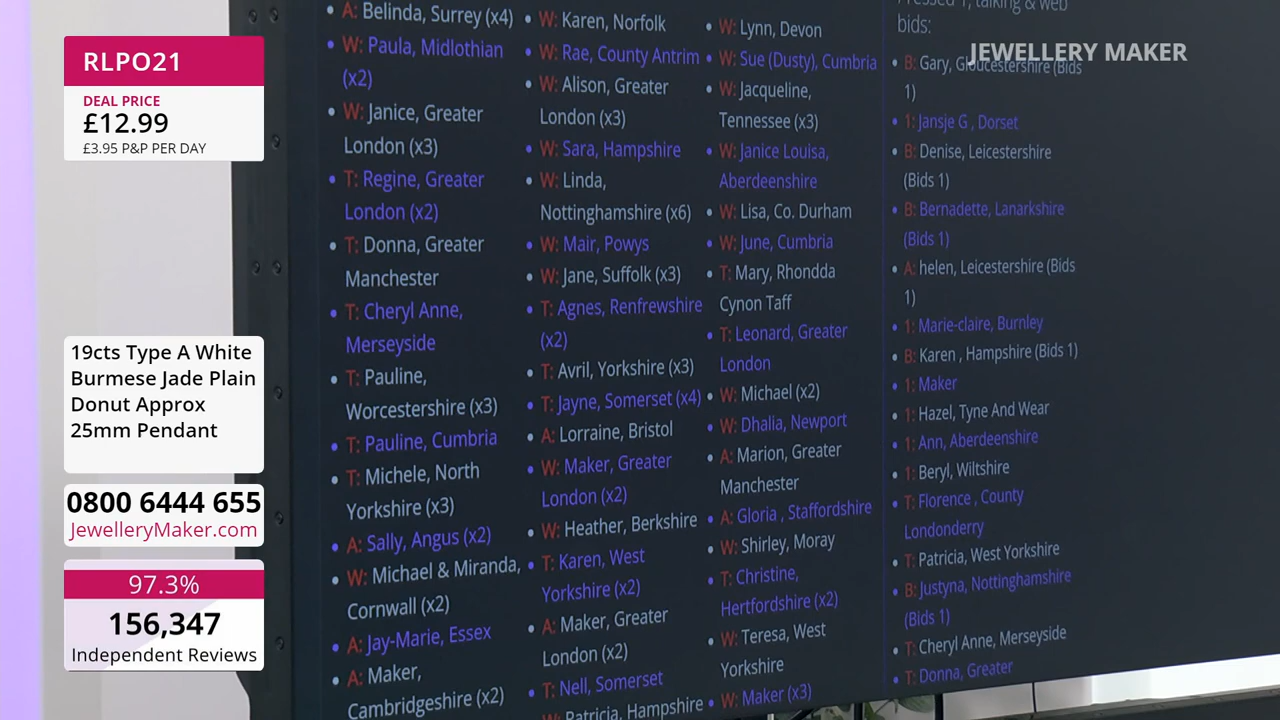 RLPO21
DEAL PRICE
£12.99
£3.95 P&P PER DAY
19cts Type A White
Burmese Jade Plain
Donut Approx
25mm Pendant
0800 6444 655
JewelleryMaker.com
97.3%
156,347
Independent Reviews
JEWELLERY MAKER
• A: Belinda, Surrey (x4)
• W: Paula, Midlothian
(x2)
• W: Janice, Greater
London (x3)
• T: Regine, Greater
London (x2)
• T: Donna, Greater
Manchester
• T: Cheryl Anne,
Merseyside
• T: Pauline,
Worcestershire (x3)
• T: Pauline, Cumbria
• T: Michele, North
Yorkshire (x3)
• A: Sally, Angus (x2)
• W: Michael & Miranda,
Cornwall (x2)
• A: Jay-Marie, Essex
• A: Maker,
Cambridgeshire (x2)
• W: Karen, Norfolk
• W: Rae, County Antrim
• W: Alison, Greater
London (x3)
• W: Sara, Hampshire
• W: Linda,
Nottinghamshire (x6)
• W: Mair, Powys
• W: Jane, Suffolk (x3)
• T: Agnes, Renfrewshire
(x2)
• T: Avril, Yorkshire (x3)
• T: Jayne, Somerset (x4)
• A: Lorraine, Bristol
• W: Maker, Greater
London (x2)
• W: Heather, Berkshire
• T: Karen, West
Yorkshire (x2)
• A: Maker, Greater
London (x2)
• T: Nell, Somerset
W: Patricia, Hampshire
• W: Lynn, Devon
• W: Sue (Dusty), Cumbria
• W: Jacqueline,
Tennessee (x3)
• W: Janice Louisa,
Aberdeenshire
• W: Lisa, Co. Durham
• W: June, Cumbria
• T: Mary, Rhondda
Cynon Taff
• T: Leonard, Greater
London
• W: Michael (x2)
• W: Dhalia, Newport
• A: Marion, Greater
Manchester
• A: Gloria , Staffordshire
• W: Shirley, Moray
• T: Christine,
Hertfordshire (x2)
• W: Teresa, West
Yorkshire
• W: Maker (x3)
talking & web
bids:
• B: Gary, Gloucestershire (Bids
1)
• 1: Jansje G , Dorset
• B: Denise, Leicestershire
(Bids 1)
• B: Bernadette, Lanarkshire
(Bids 1)
• A: helen, Leicestershire (Bids
1)
• 1: Marie-claire, Burnley
• B: Karen , Hampshire (Bids 1)
• 1: Maker
• 1: Hazel, Tyne And Wear
• 1: Ann, Aberdeenshire
• 1: Beryl, Wiltshire
• T: Florence , County
Londonderry
• T: Patricia, West Yorkshire
• B: Justyna, Nottinghamshire
(Bids 1)
• T: Cheryl Anne, Merseyside
• T: Donna, Greater